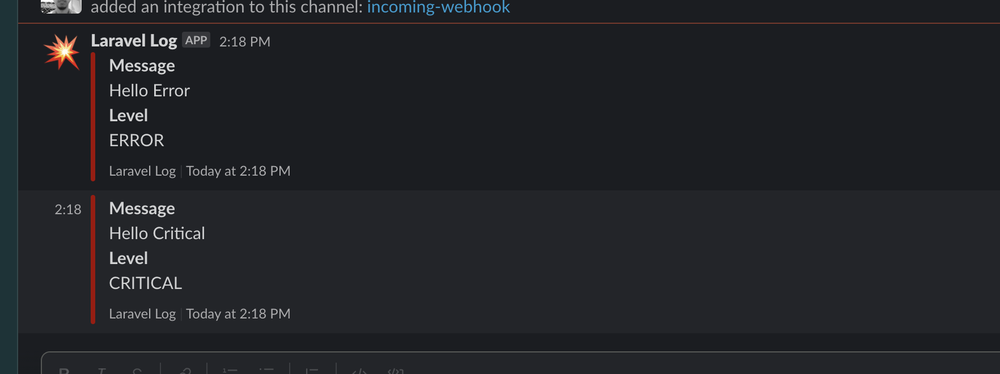 added an integration to this channel: incoming-webhook
Laravel Log APP 2:18 PM
Message
Hello Error
Level
ERROR
Laravel Log | Today at 2:18 PM
2:18 Message
Hello Critical
Level
CRITICAL
Laravel Log | Today at 2:18 PM